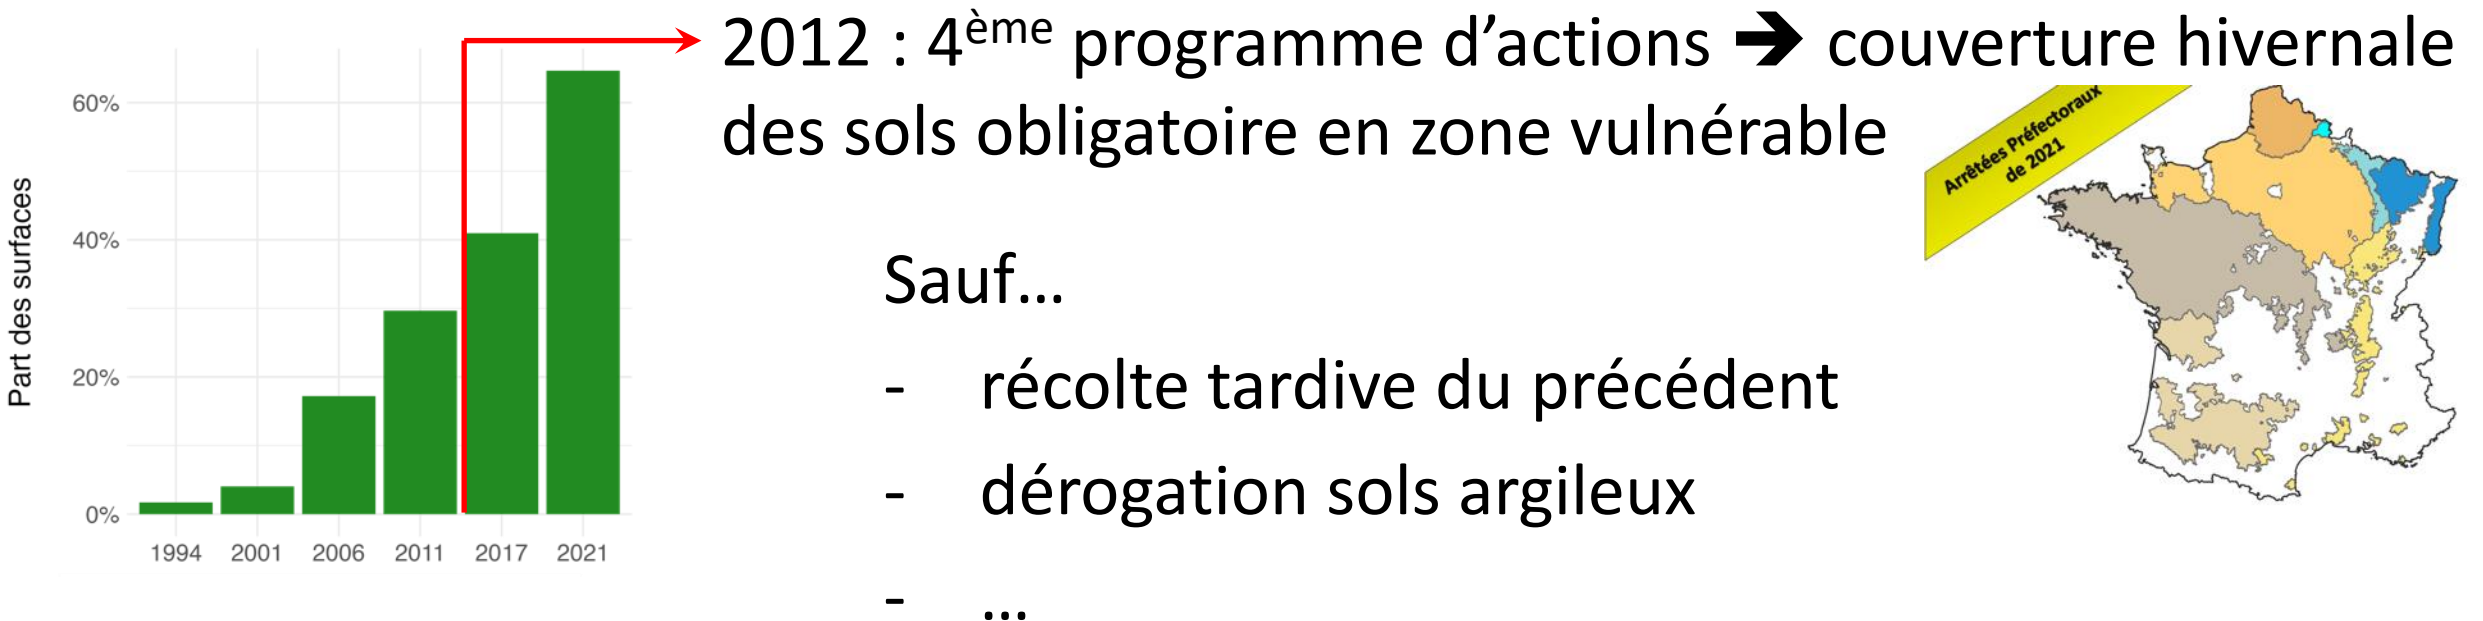 2012 : 4ème programme d’actions 🡺 couverture hivernale
des sols obligatoire en zone vulnérable
Sauf…
- récolte tardive du précédent
- dérogation sols argileux
- …
Part des surfaces
60%
40%
20%
0%
1994 2001 2006 2011 2017 2021
Arrêtées Préfectoraux
de 2021